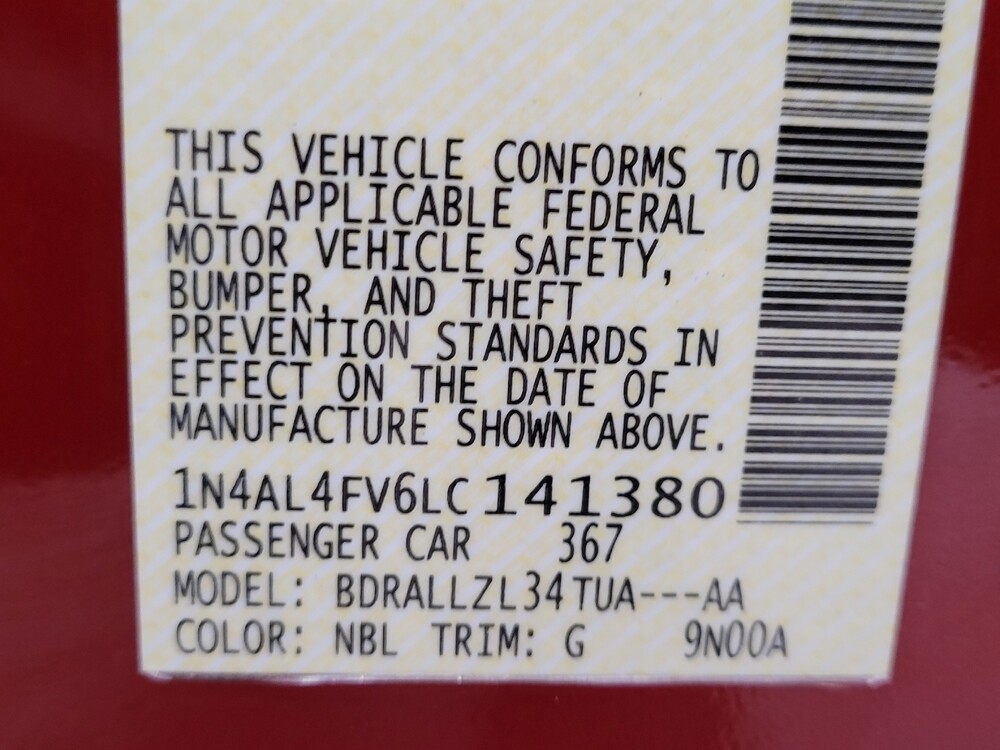 THIS VEHICLE CONFORMS TO
ALL APPLICABLE FEDERAL
MOTOR VEHICLE SAFETY,
BUMPER, AND THEFT
PREVENTION STANDARDS IN
EFFECT ON THE DATE OF
MANUFACTURE SHOWN ABOVE.
1N4AL4FV6LC141380
PASSENGER CAR 367
MODEL: BDRALLZL34TUA---AA
COLOR: NBL TRIM: G 9N00A